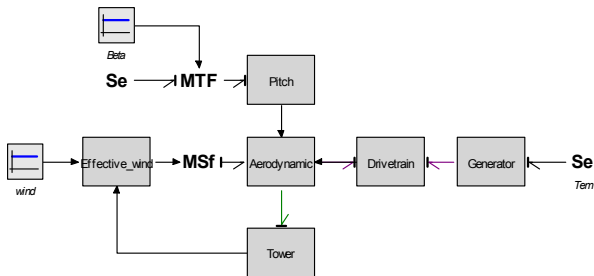 Beta
Se
MTF
Pitch
wind
Effective_wind
MSf
Aerodynamic
Drivetrain
Generator
Se
Tem
Tower